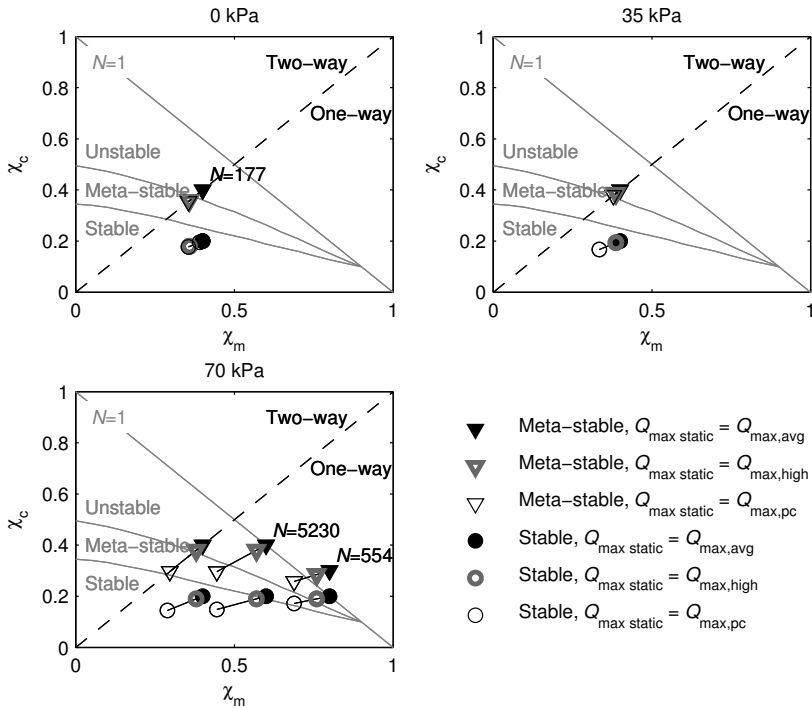 0 kPa
1
0.8
0.6
0.4
0.2
0
0
0.5
1
χc
χm
N=1
Two−way
One−way
Unstable
Meta−stable
Stable
N=177
35 kPa
1
0.8
0.6
0.4
0.2
0
0
0.5
1
χm
N=1
Two−way
One−way
Unstable
Meta−stable
Stable
70 kPa
1
0.8
0.6
0.4
0.2
0
0
0.5
1
χc
χm
N=1
Two−way
One−way
Unstable
Meta−stable
Stable
N=5230
N=554
Meta−stable, Qmax static = Qmax,avg
Meta−stable, Qmax static = Qmax,high
Meta−stable, Qmax static = Qmax,pc
Stable, Qmax static = Qmax,avg
Stable, Qmax static = Qmax,high
Stable, Qmax static = Qmax,pc